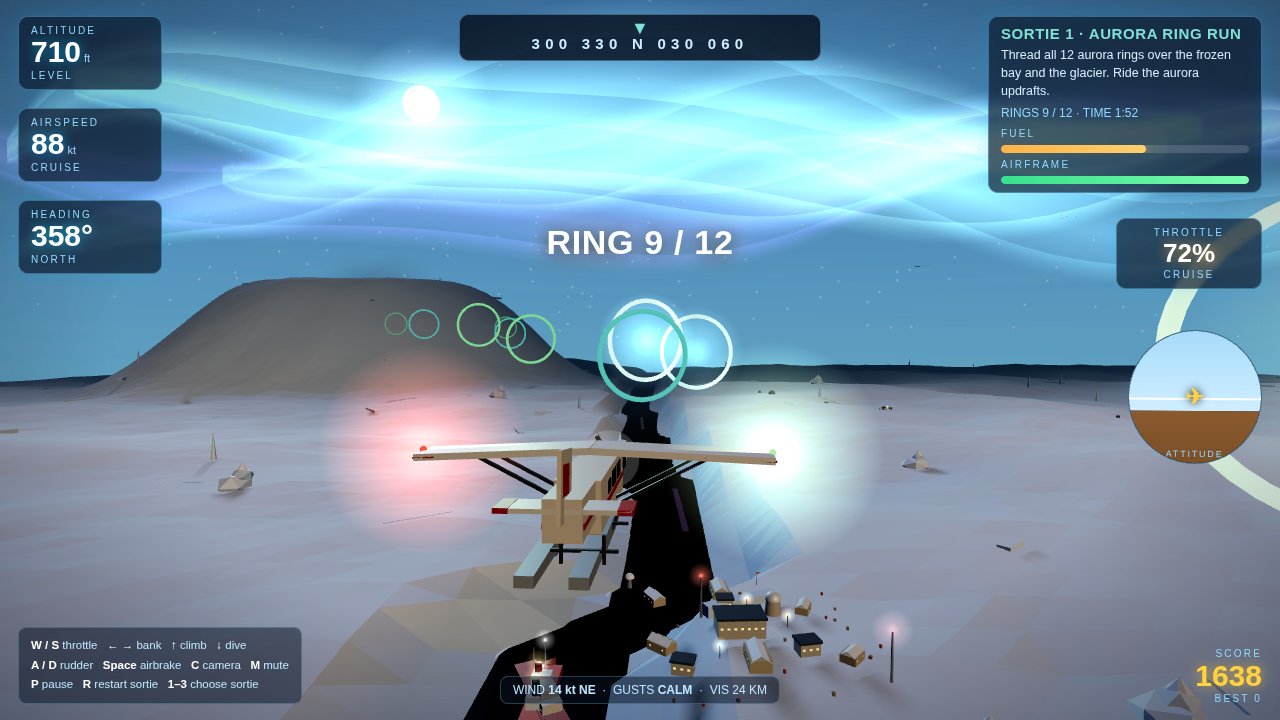 ALTITUDE
710 ft
LEVEL
AIRSPEED
88 kt
CRUISE
HEADING
358°
NORTH
300 330 N 030 060
SORTIE 1 · AURORA RING RUN
Thread all 12 aurora rings over the frozen
bay and the glacier. Ride the aurora
updrafts.
RINGS 9 / 12 · TIME 1:52
FUEL
AIRFRAME
THROTTLE
72%
CRUISE
RING 9 / 12
ATTITUDE
W / S throttle ← → bank ↑ climb ↓ dive
A / D rudder Space airbrake C camera M mute
P pause R restart sortie 1–3 choose sortie
WIND 14 kt NE · GUSTS CALM · VIS 24 KM
SCORE
1638
BEST 0